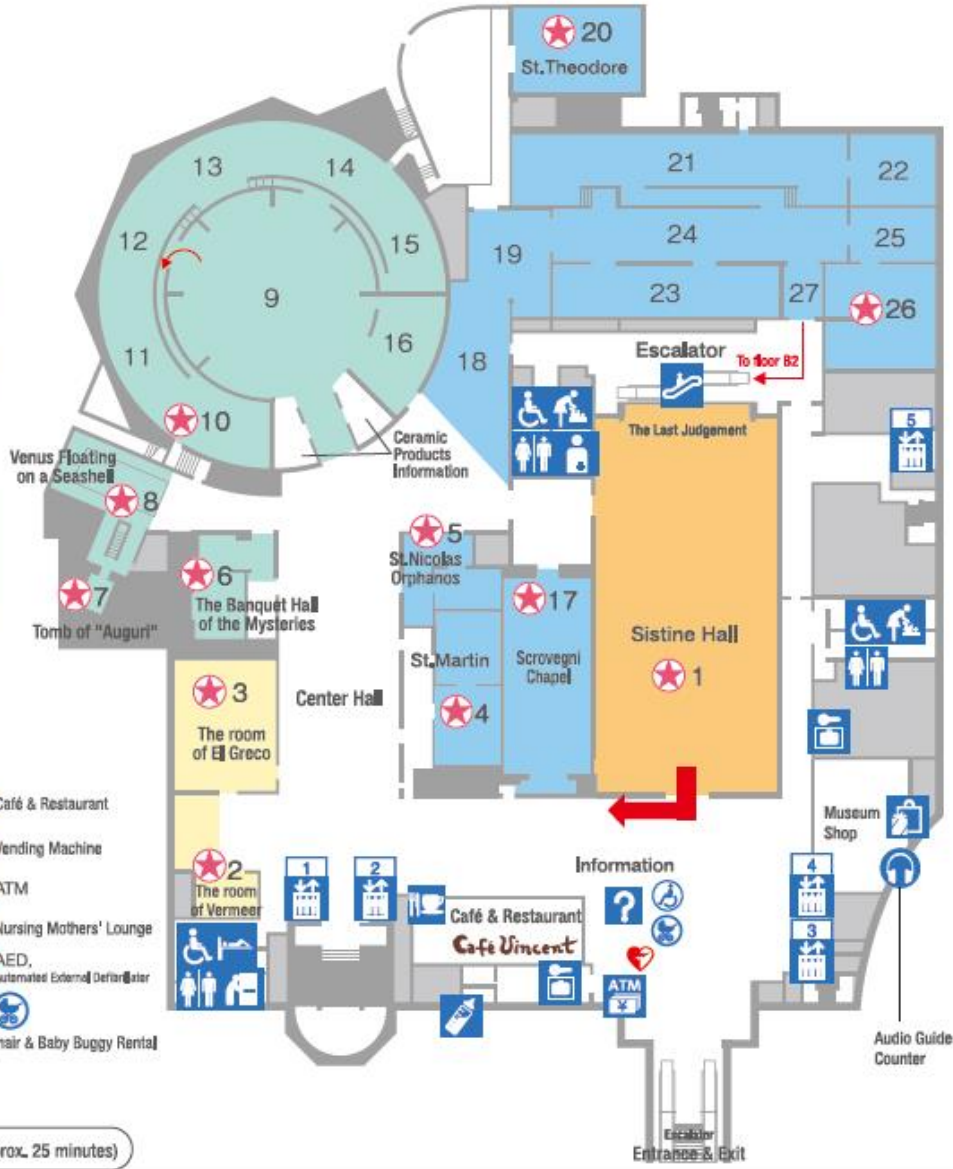 20
St.Theodore
13
14
21
22
12
15
19
24
25
9
23
27
26
11
16
18
Escalator
To floor B2
10
The Last Judgement
5
Ceramic
Products
Information
Venus Floating
on a Seashell
8
5
St.Nicolas
Orphanos
7
6
17
The Banquet Hall
of the Mysteries
Tomb of "Auguri"
Sistine Hall
1
St.Martin
Scrovegni
Chapel
3
Center Hall
4
The room
of El Greco
Café & Restaurant
Vending Machine
ATM
Nursing Mothers' Lounge
AED,
Automated External Defibrillater
hair & Baby Buggy Rental
Museum
Shop
2
The room
of Vermeer
1
2
Information
?
4
3
Café & Restaurant
Café Vincent
ATM
¥
Audio Guide
Counter
rox. 25 minutes)
Escalator
Entrance & Exit